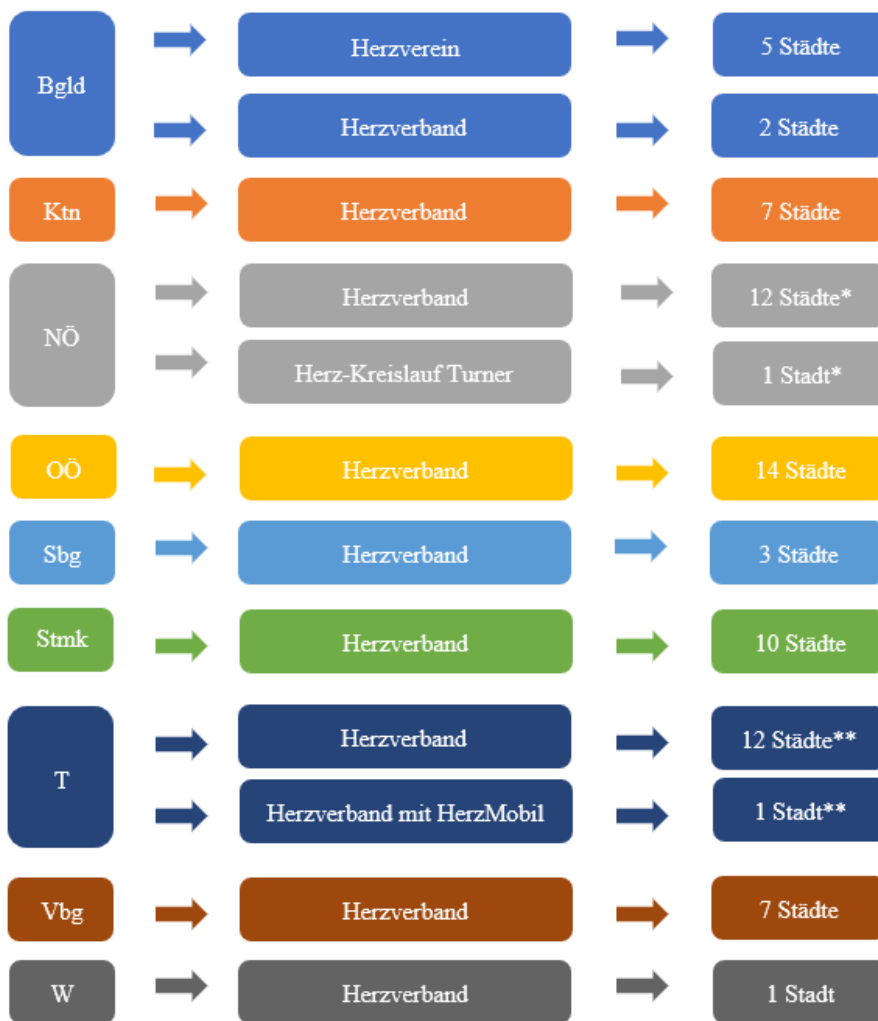 Bgld
Herzverein
5 Städte
Herzverband
2 Städte
Ktn
Herzverband
7 Städte
NÖ
Herzverband
12 Städte*
Herz-Kreislauf Turner
1 Stadt*
OÖ
Herzverband
14 Städte
Sbg
Herzverband
3 Städte
Stmk
Herzverband
10 Städte
T
Herzverband
12 Städte**
Herzverband mit HerzMobil
1 Stadt**
Vbg
Herzverband
7 Städte
W
Herzverband
1 Stadt